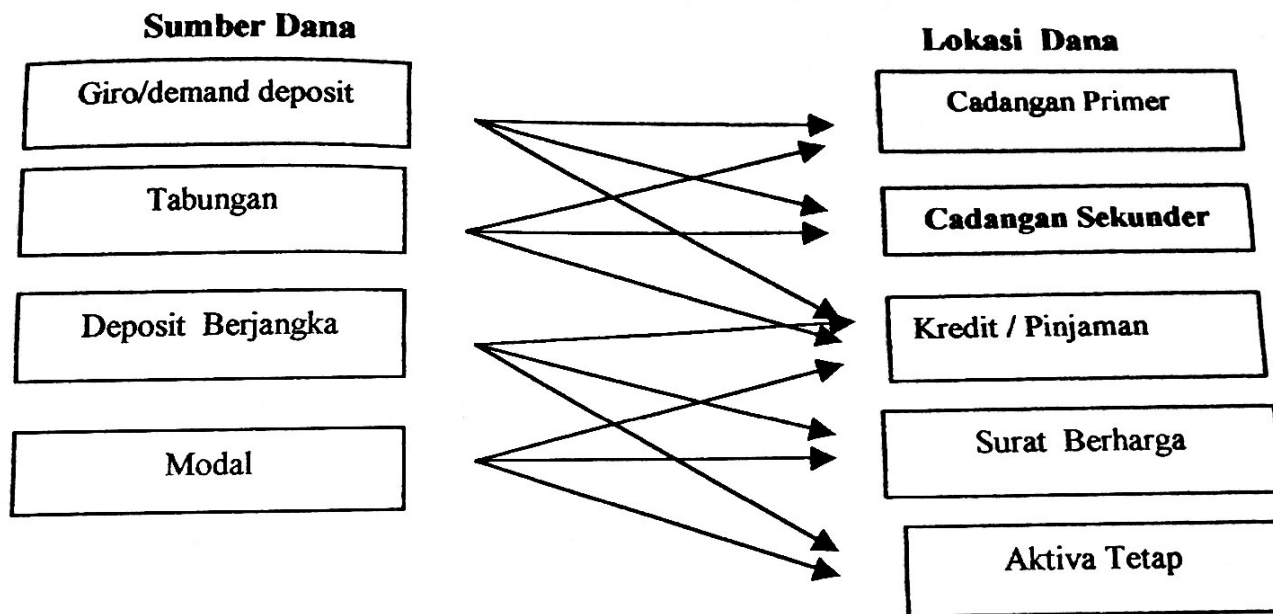 Sumber Dana
Giro/demand deposit
Tabungan
Deposit Berjangka
Modal
Lokasi Dana
Cadangan Primer
Cadangan Sekunder
Kredit / Pinjaman
Surat Berharga
Aktiva Tetap